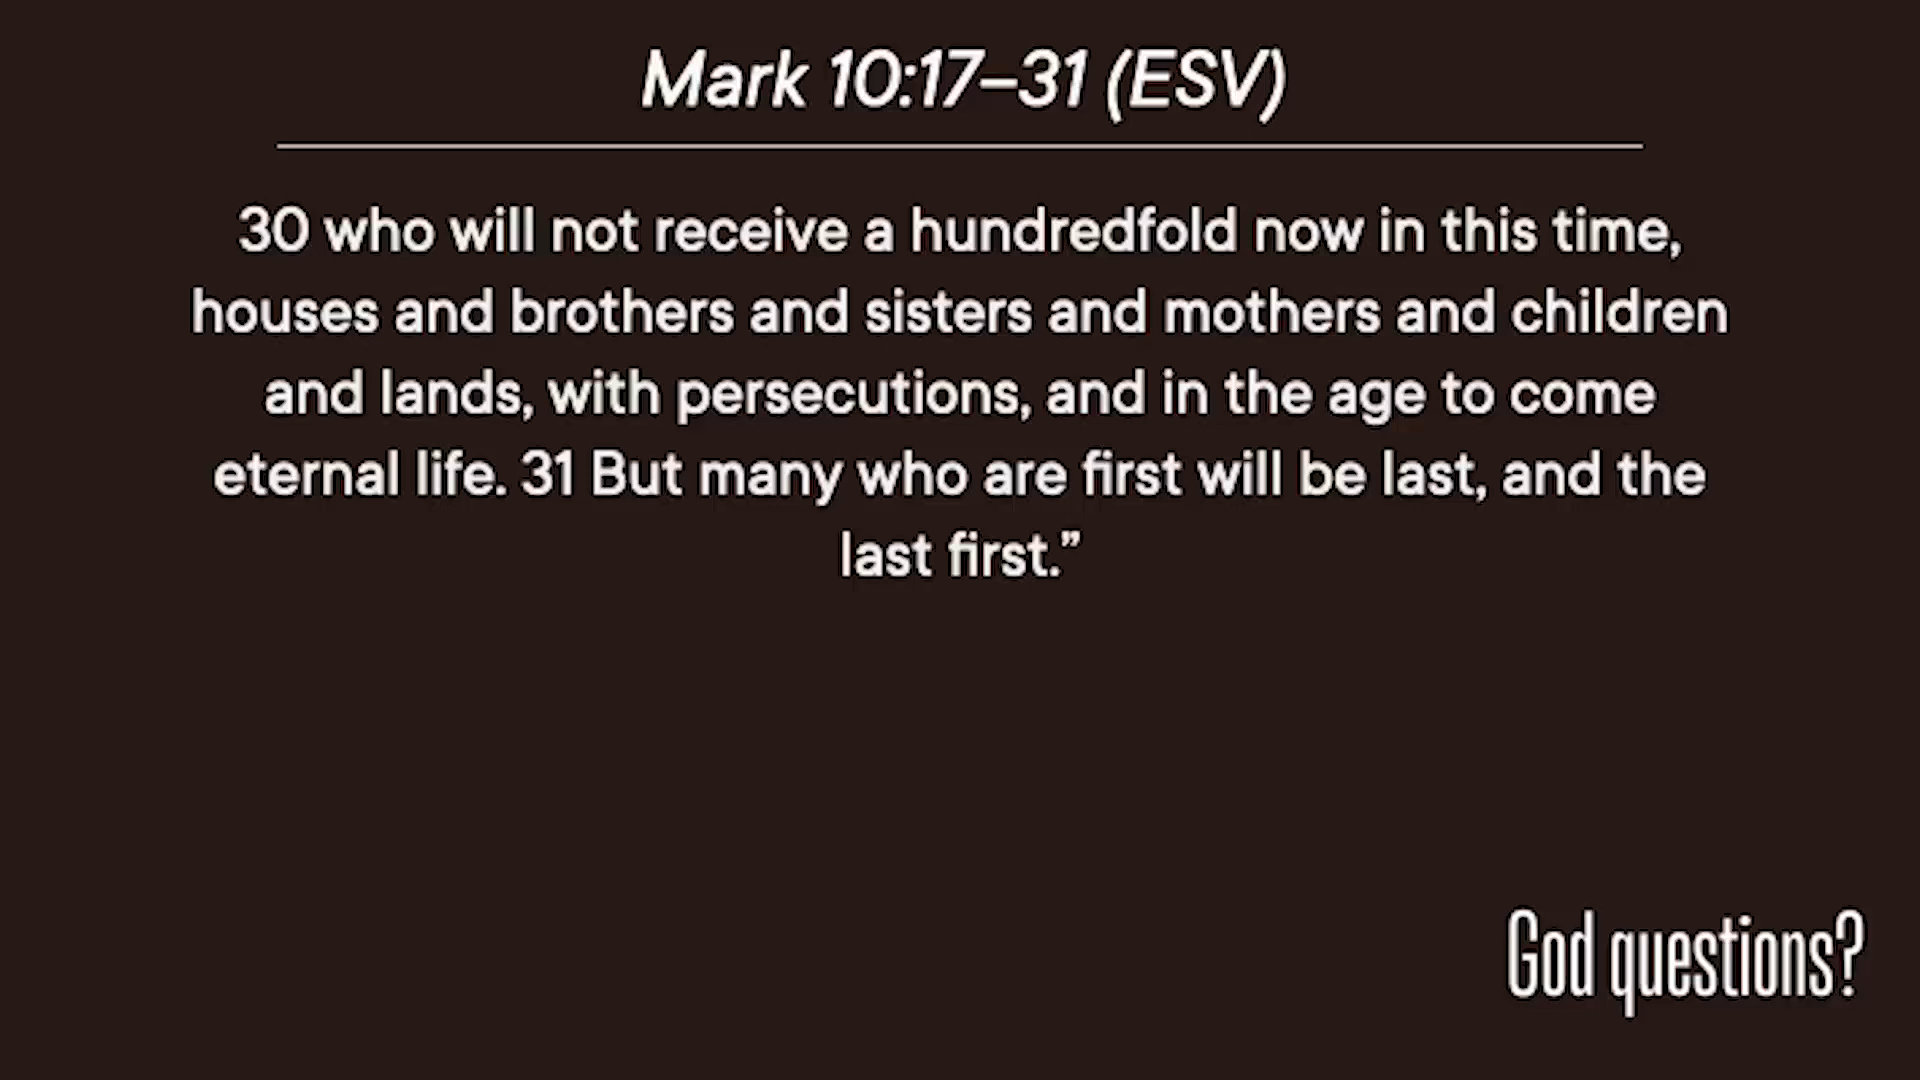 Mark 10:17–31 (ESV)
30 who will not receive a hundredfold now in this time,
houses and brothers and sisters and mothers and children
and lands, with persecutions, and in the age to come
eternal life. 31 But many who are first will be last, and the
last first.”
God questions?